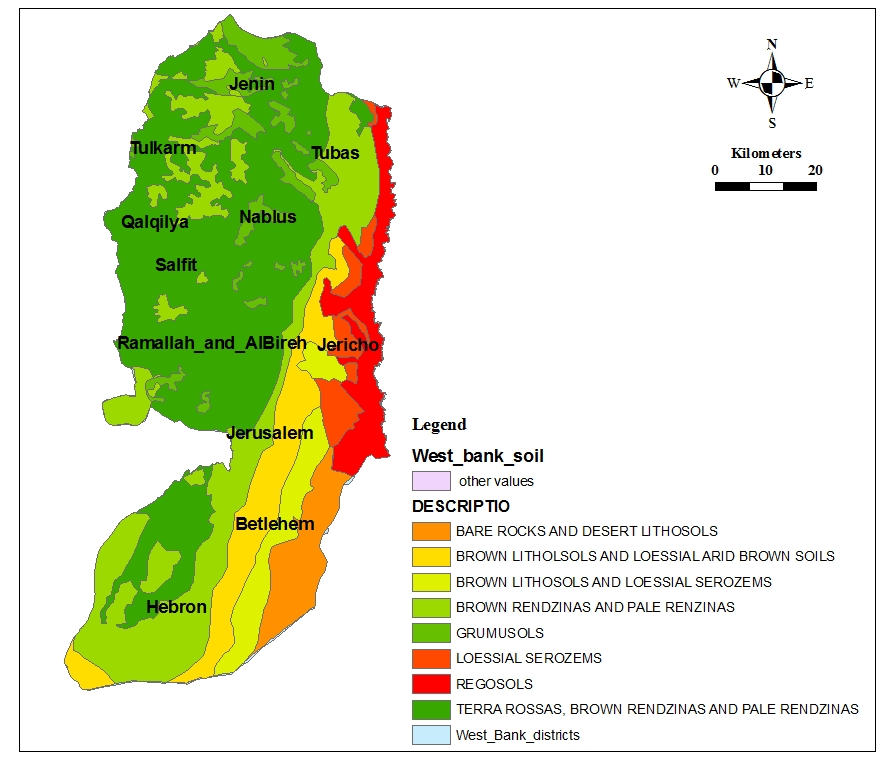 N
W E
S
Kilometers
0 10 20
Jenin
Tulkarm
Tubas
Qalqilya
Nablus
Salfit
Ramallah_and_AlBireh
Jericho
Jerusalem
Betlehem
Hebron
Legend
West_bank_soil
other values
DESCRIPTIO
BARE ROCKS AND DESERT LITHOSOLS
BROWN LITHOLSOLS AND LOESSIAL ARID BROWN SOILS
BROWN LITHOSOLS AND LOESSIAL SEROZEMS
BROWN RENDZINAS AND PALE RENZINAS
GRUMUSOLS
LOESSIAL SEROZEMS
REGOSOLS
TERRA ROSSAS, BROWN RENDZINAS AND PALE RENDZINAS
West_Bank_districts